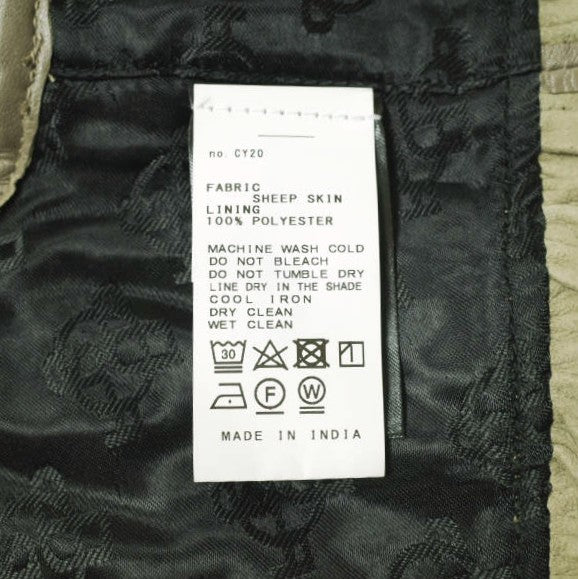 no. CY20
FABRIC
SHEEP SKIN
LINING
100% POLYESTER
MACHINE WASH COLD
DO NOT BLEACH
DO NOT TUMBLE DRY
LINE DRY IN THE SHADE
COOL IRON
DRY CLEAN
WET CLEAN
30
F W
MADE IN INDIA